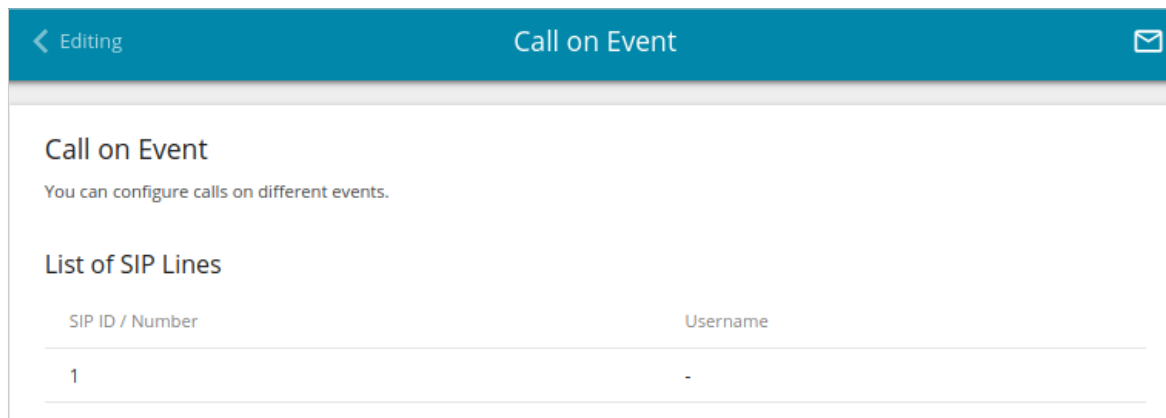 Editing
Call on Event
Call on Event
You can configure calls on different events.
List of SIP Lines
SIP ID / Number Username
1 -